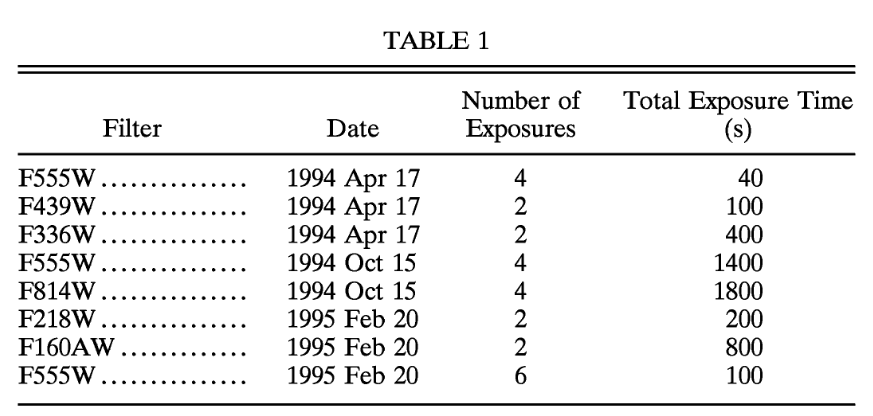 TABLE 1
Filter Date Number of Exposures Total Exposure Time (s)
F555W ............... 1994 Apr 17 4 40
F439W ............... 1994 Apr 17 2 100
F336W ............... 1994 Apr 17 2 400
F555W ............... 1994 Oct 15 4 1400
F814W ............... 1994 Oct 15 4 1800
F218W ............... 1995 Feb 20 2 200
F160AW ............. 1995 Feb 20 2 800
F555W ............... 1995 Feb 20 6 100